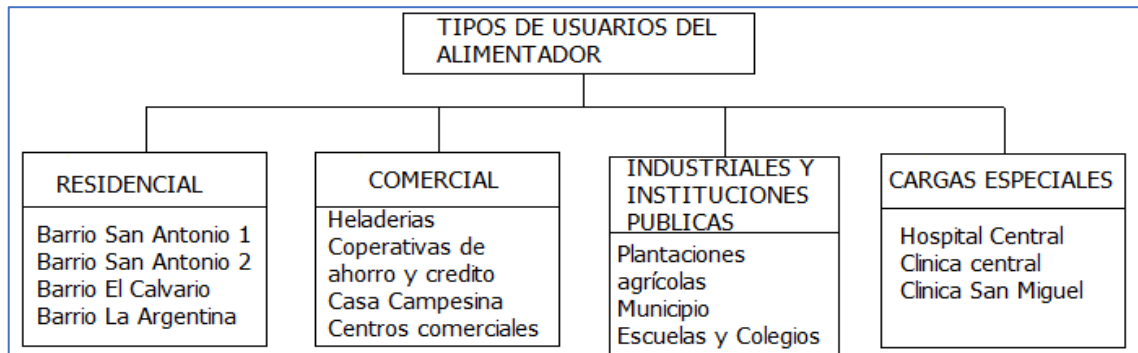 TIPOS DE USUARIOS DEL
ALIMENTADOR
RESIDENCIAL
Barrio San Antonio 1
Barrio San Antonio 2
Barrio El Calvario
Barrio La Argentina
COMERCIAL
Heladerias
Coperativas de
ahorro y credito
Casa Campesina
Centros comerciales
INDUSTRIALES Y
INSTITUCIONES
PUBLICAS
Plantaciones
agrícolas
Municipio
Escuelas y Colegios
CARGAS ESPECIALES
Hospital Central
Clinica central
Clinica San Miguel